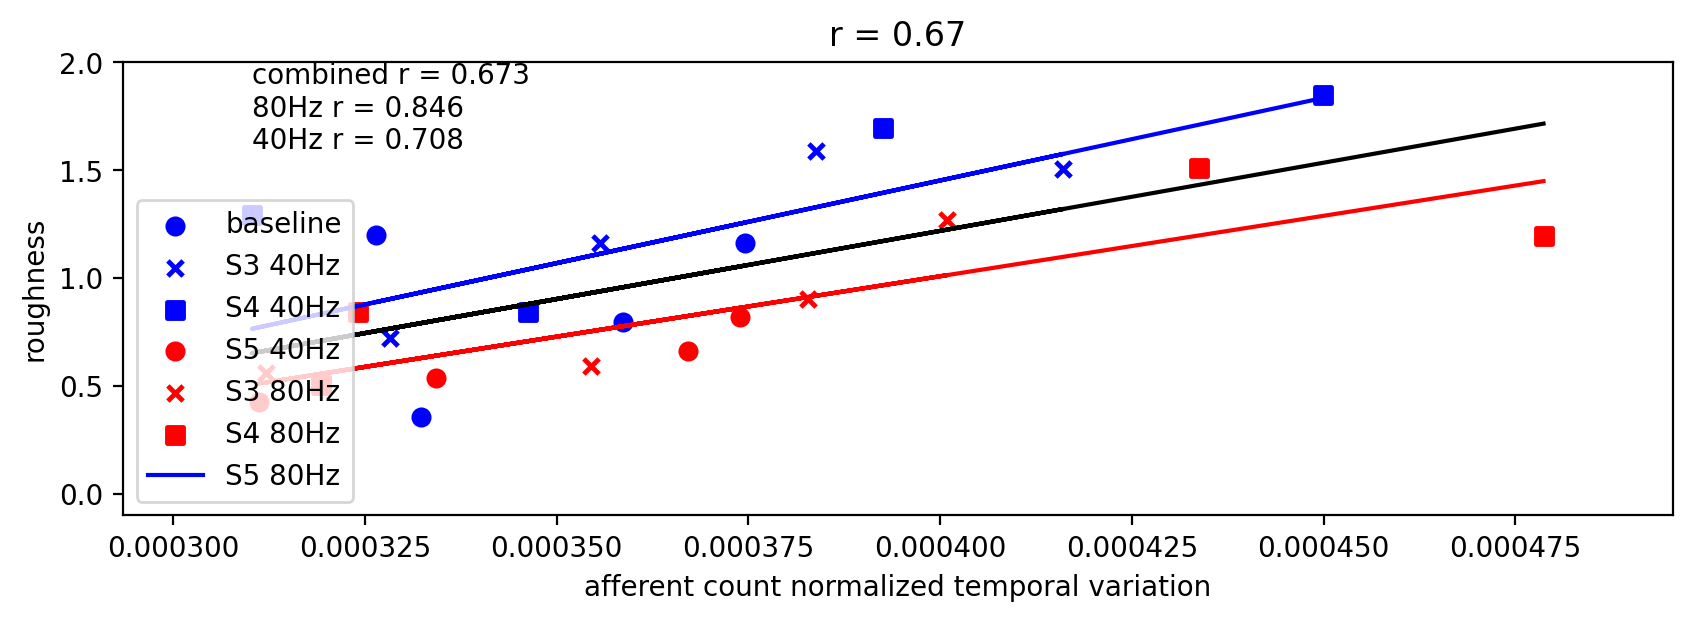 r = 0.67
combined r = 0.673
80Hz r = 0.846
40Hz r = 0.708
2.0
1.5
1.0
0.5
0.0
roughness
baseline
S3 40Hz
S4 40Hz
S5 40Hz
S3 80Hz
S4 80Hz
S5 80Hz
0.000300 0.000325 0.000350 0.000375 0.000400 0.000425 0.000450 0.000475
afferent count normalized temporal variation